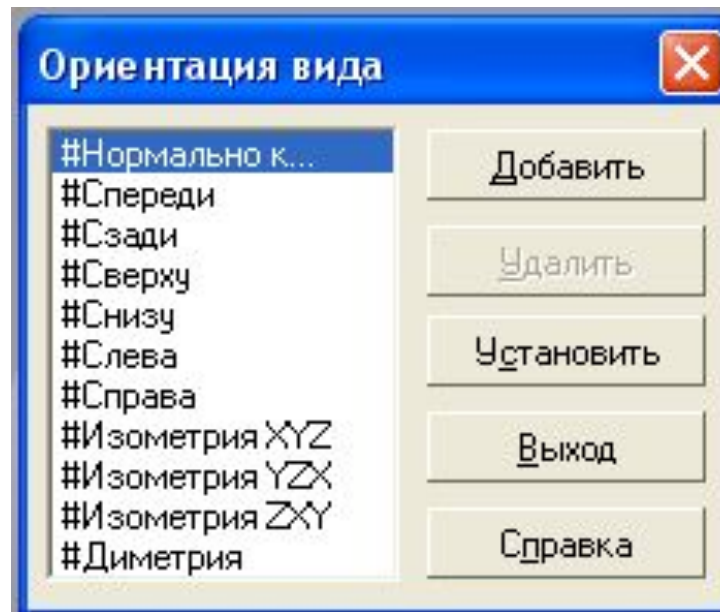 Ориентация вида
#Нормально к...
#Спереди
#Сзади
#Сверху
#Снизу
#Слева
#Справа
#Изометрия XYZ
#Изометрия YZX
#Изометрия ZXY
#Диметрия
Добавить
Удалить
Установить
Выход
Справка